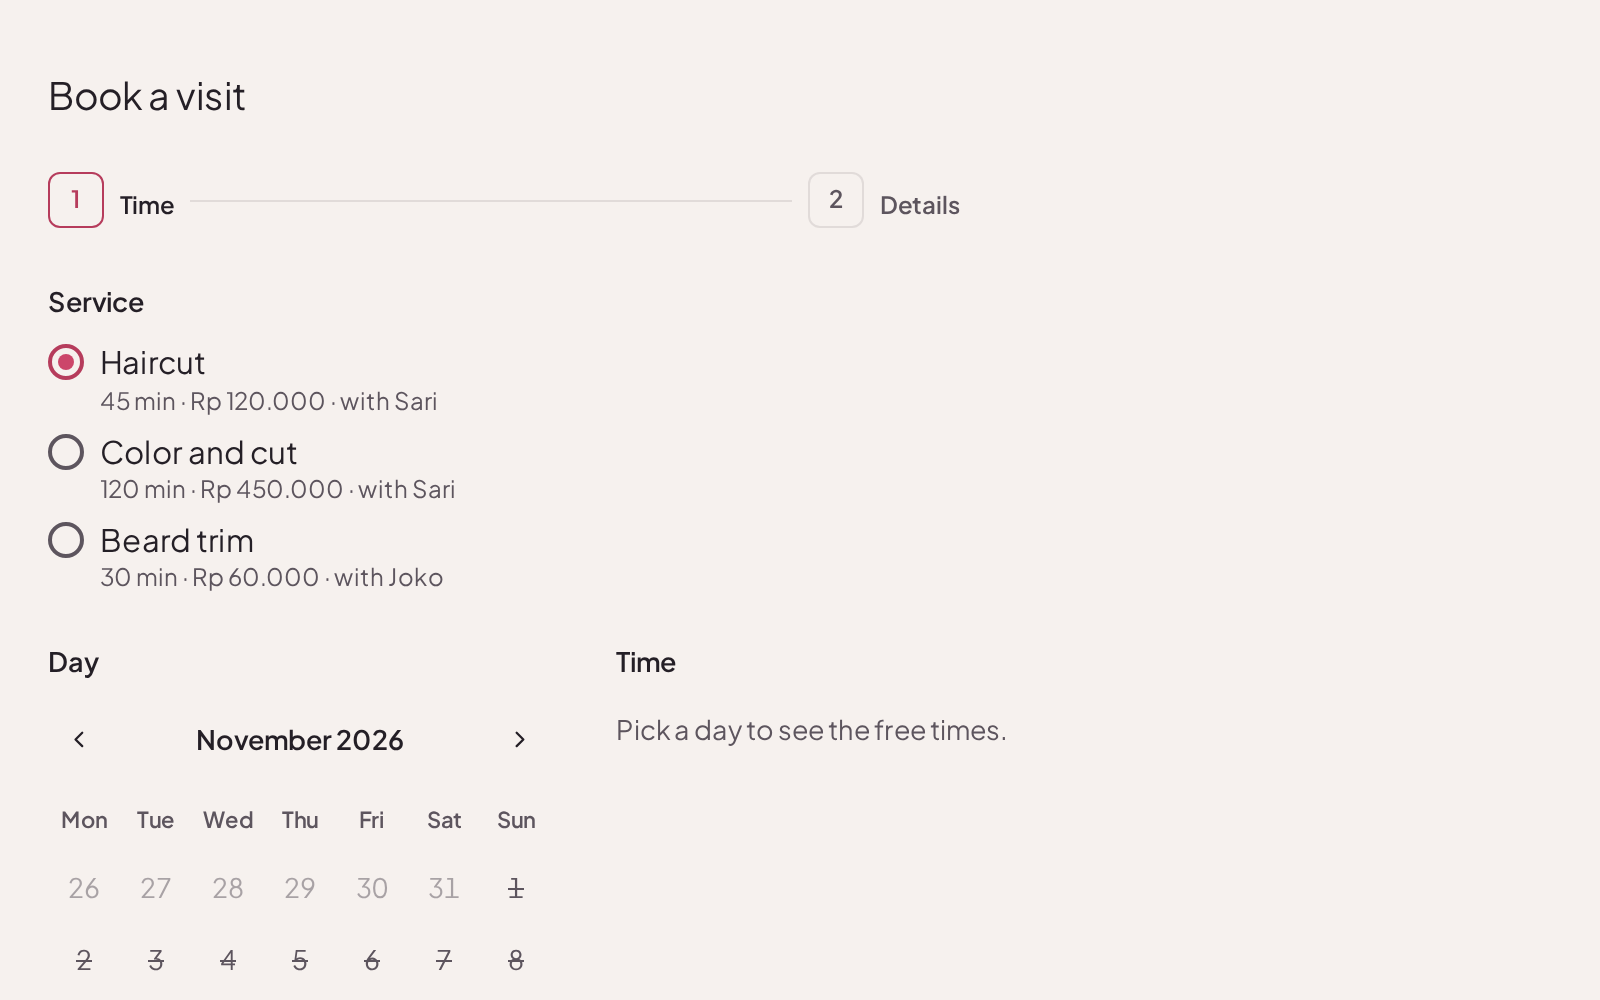 Book a visit
1 Time
2 Details
Service
Haircut
45 min · Rp 120.000 · with Sari
Color and cut
120 min · Rp 450.000 · with Sari
Beard trim
30 min · Rp 60.000 · with Joko
Day
November 2026
Mon Tue Wed Thu Fri Sat Sun
26 27 28 29 30 31 1
2 3 4 5 6 7 8
Time
Pick a day to see the free times.